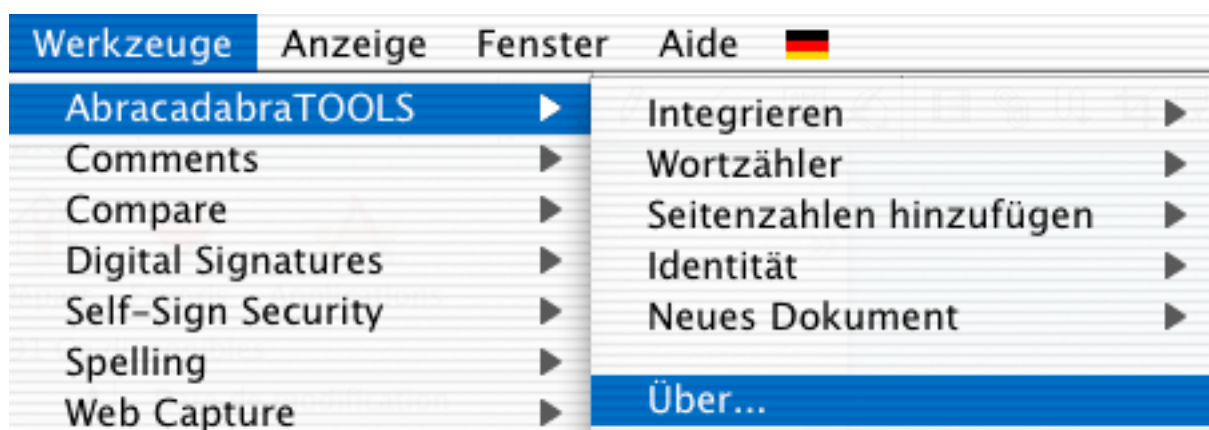 Werkzeuge Anzeige Fenster Aide
AbracadabraTOOLS
Comments
Compare
Digital Signatures
Self-Sign Security
Spelling
Web Capture
Integrieren
Wortzähler
Seitenzahlen hinzufügen
Identität
Neues Dokument
Über...